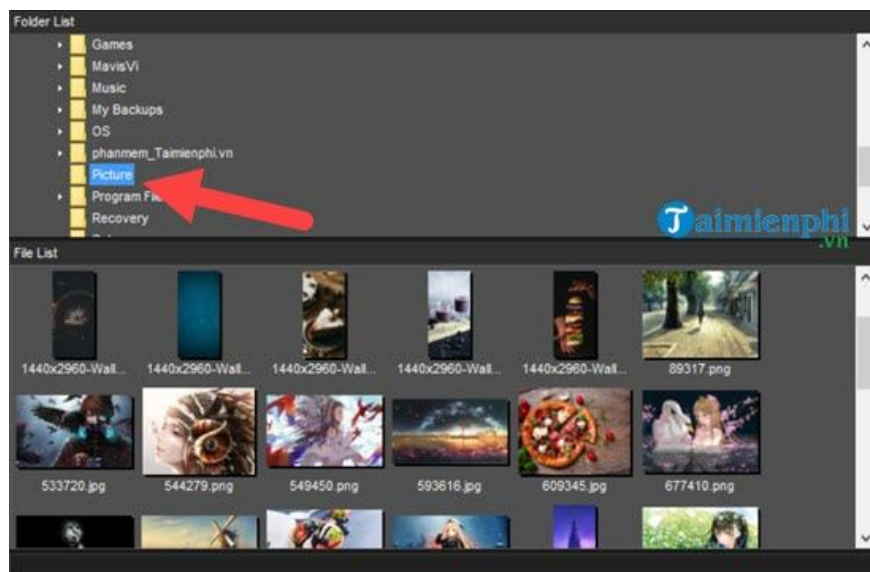 Folder List
Games
MavisVi
Music
My Backups
OS
phanmem_Taimienphi.vn
Picture
Program File
Recovery
Taimienphi
.vn
File List
1440x2960-Wall... 1440x2960-Wall... 1440x2960-Wall... 1440x2960-Wall... 1440x2960-Wall... 89317.png
533720.jpg 544279.png 549450.png 593616.jpg 609345.jpg 677410.png